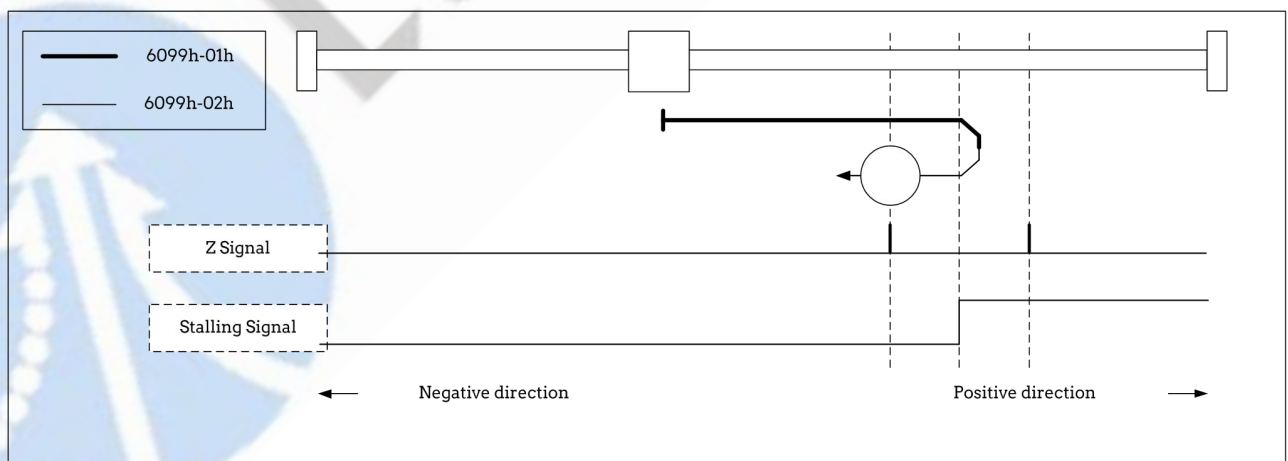 6099h-01h
6099h-02h
Z Signal
Stalling Signal
Negative direction
Positive direction